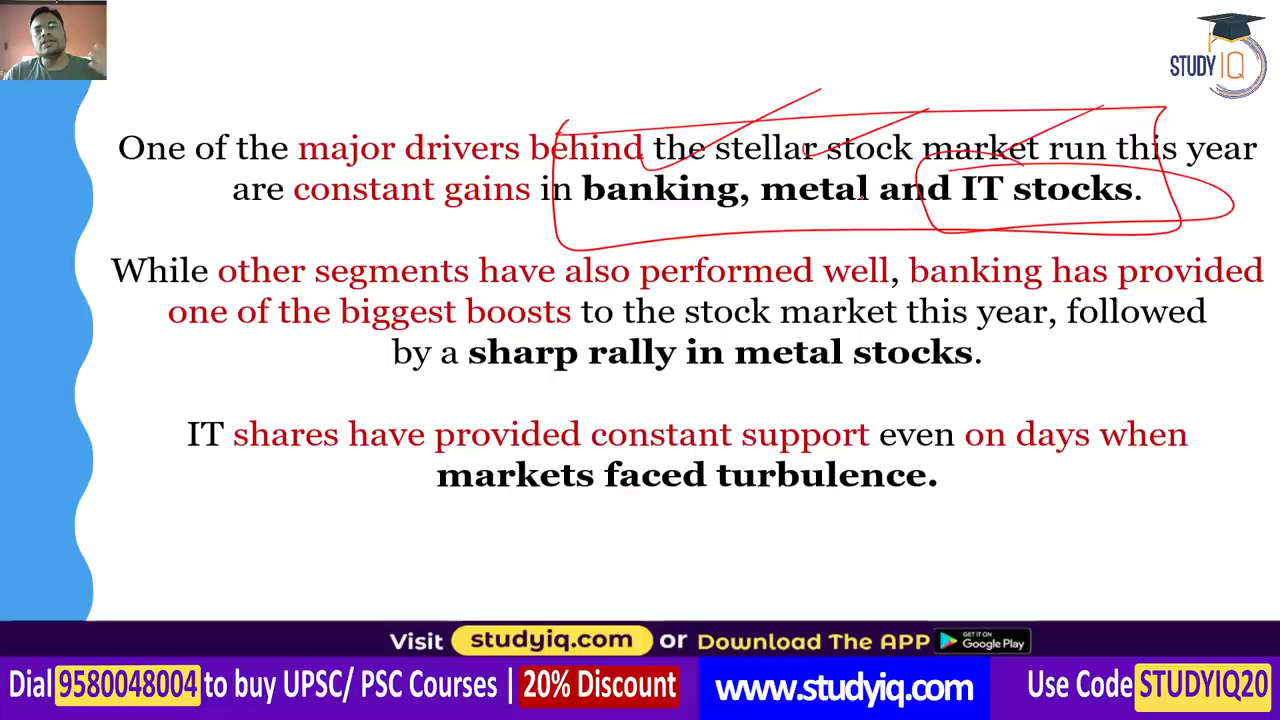 STUDY IQ
One of the major drivers behind the stellar stock market run this year
are constant gains in banking, metal and IT stocks.
While other segments have also performed well, banking has provided
one of the biggest boosts to the stock market this year, followed
by a sharp rally in metal stocks.
IT shares have provided constant support even on days when
markets faced turbulence.
Visit studyiq.com or Download The APP GET IT ON Google Play
Dial 9580048004 to buy UPSC/ PSC Courses | 20% Discount www.studyiq.com Use Code STUDYIQ20